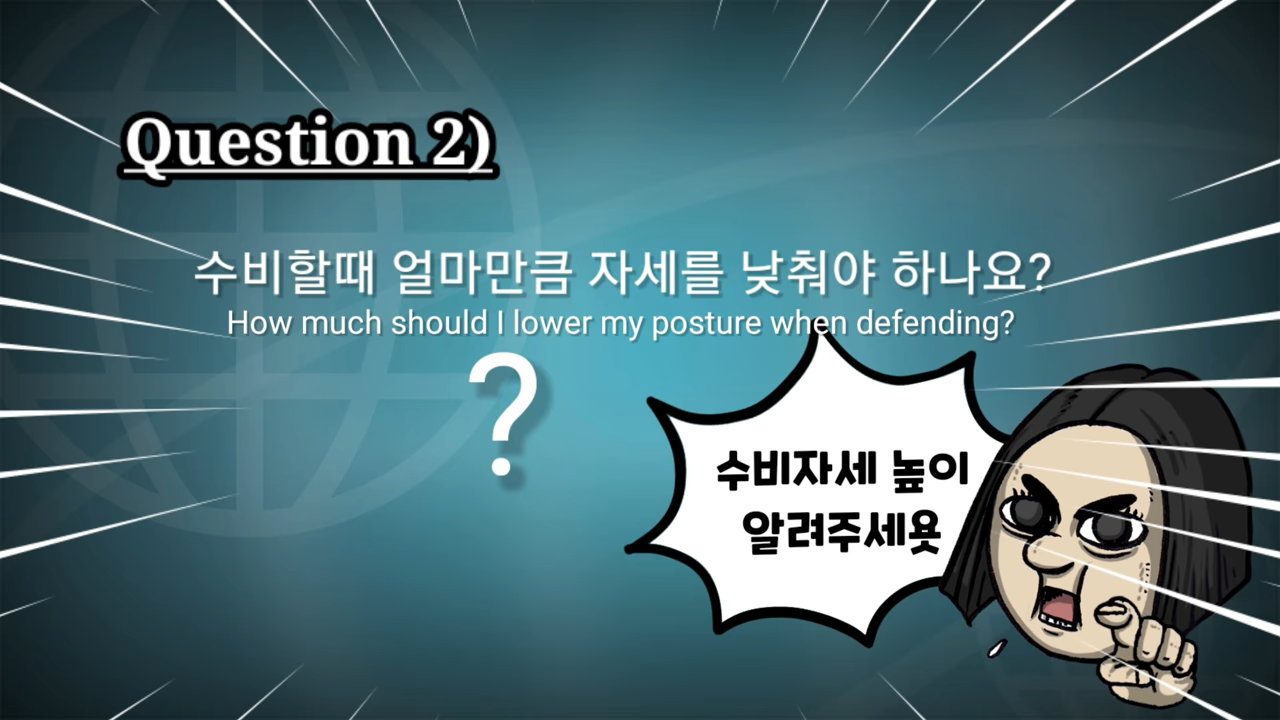 Question 2)
수비할때 얼마만큼 자세를 낮춰야 하나요?
How much should I lower my posture when defending?
?
수비자세 높이
알려주세욧